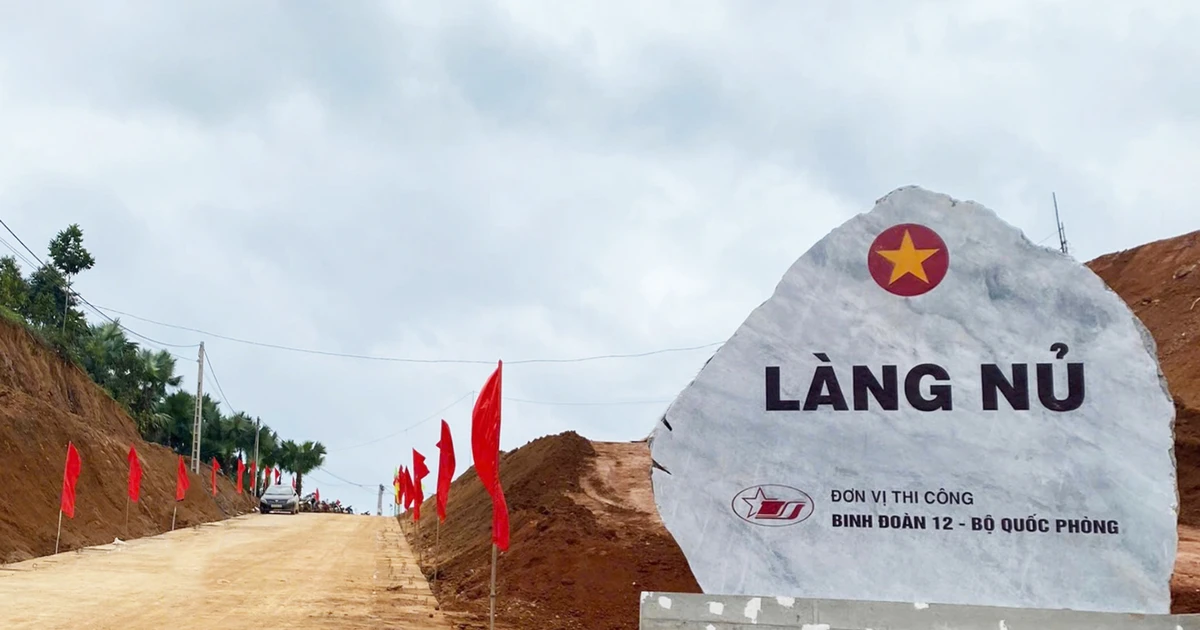 LÀNG NỦ
ĐƠN VỊ THI CÔNG
BINH ĐOÀN 12 - BỘ QUỐC PHÒNG